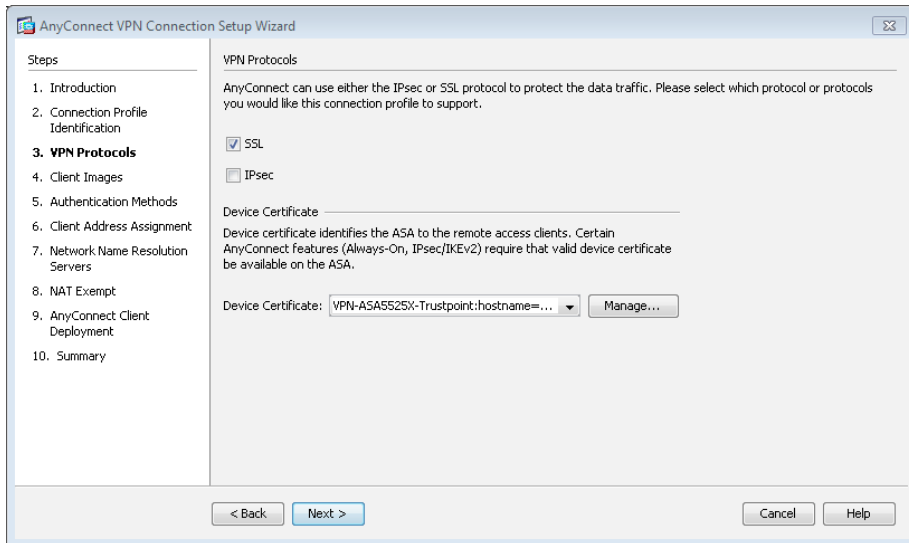 AnyConnect VPN Connection Setup Wizard
Steps
1. Introduction
2. Connection Profile
Identification
3. VPN Protocols
4. Client Images
5. Authentication Methods
6. Client Address Assignment
7. Network Name Resolution
Servers
8. NAT Exempt
9. AnyConnect Client
Deployment
10. Summary
VPN Protocols
AnyConnect can use either the IPsec or SSL protocol to protect the data traffic. Please select which protocol or protocols
you would like this connection profile to support.
SSL
IPsec
Device Certificate
Device certificate identifies the ASA to the remote access clients. Certain
AnyConnect features (Always-On, IPsec/IKEv2) require that valid device certificate
be available on the ASA.
Device Certificate: VPN-ASA5525X-Trustpoint:hostname=... Manage...
< Back Next > Cancel Help